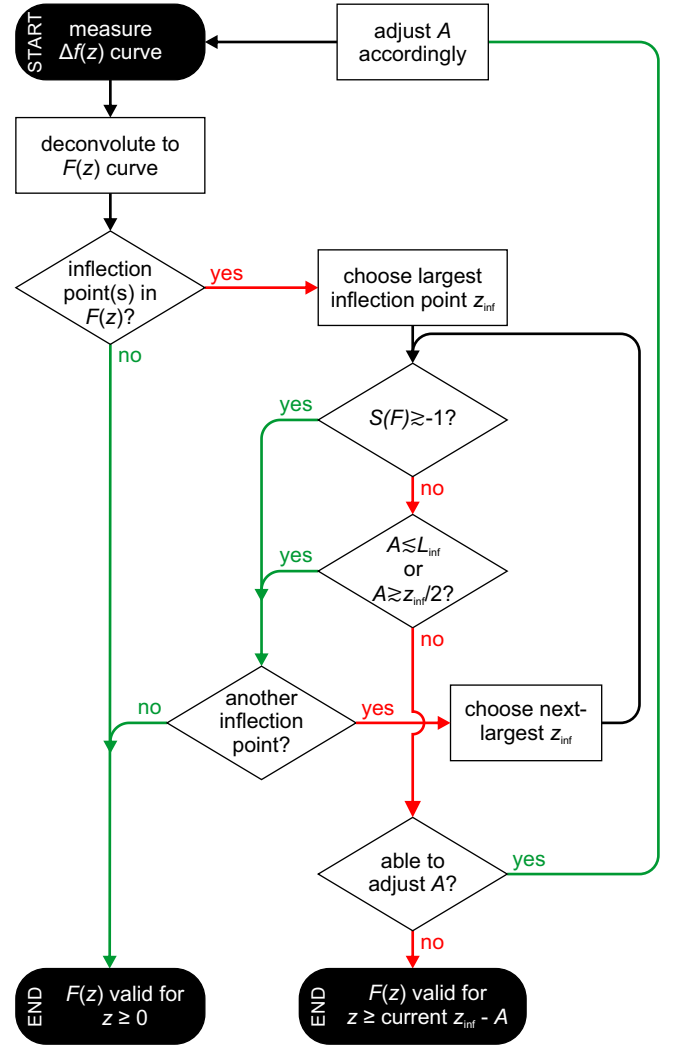 START
measure
Δf(z) curve
adjust A
accordingly
deconvolute to
F(z) curve
inflection
point(s) in
F(z)?
yes
no
choose largest
inflection point z_inf
S(F)≳-1?
yes
no
A≲L_inf
or
A≳z_inf/2?
yes
no
another
inflection
point?
no
yes
choose next-
largest z_inf
able to
adjust A?
yes
no
END
F(z) valid for
z ≥ 0
END
F(z) valid for
z ≥ current z_inf - A